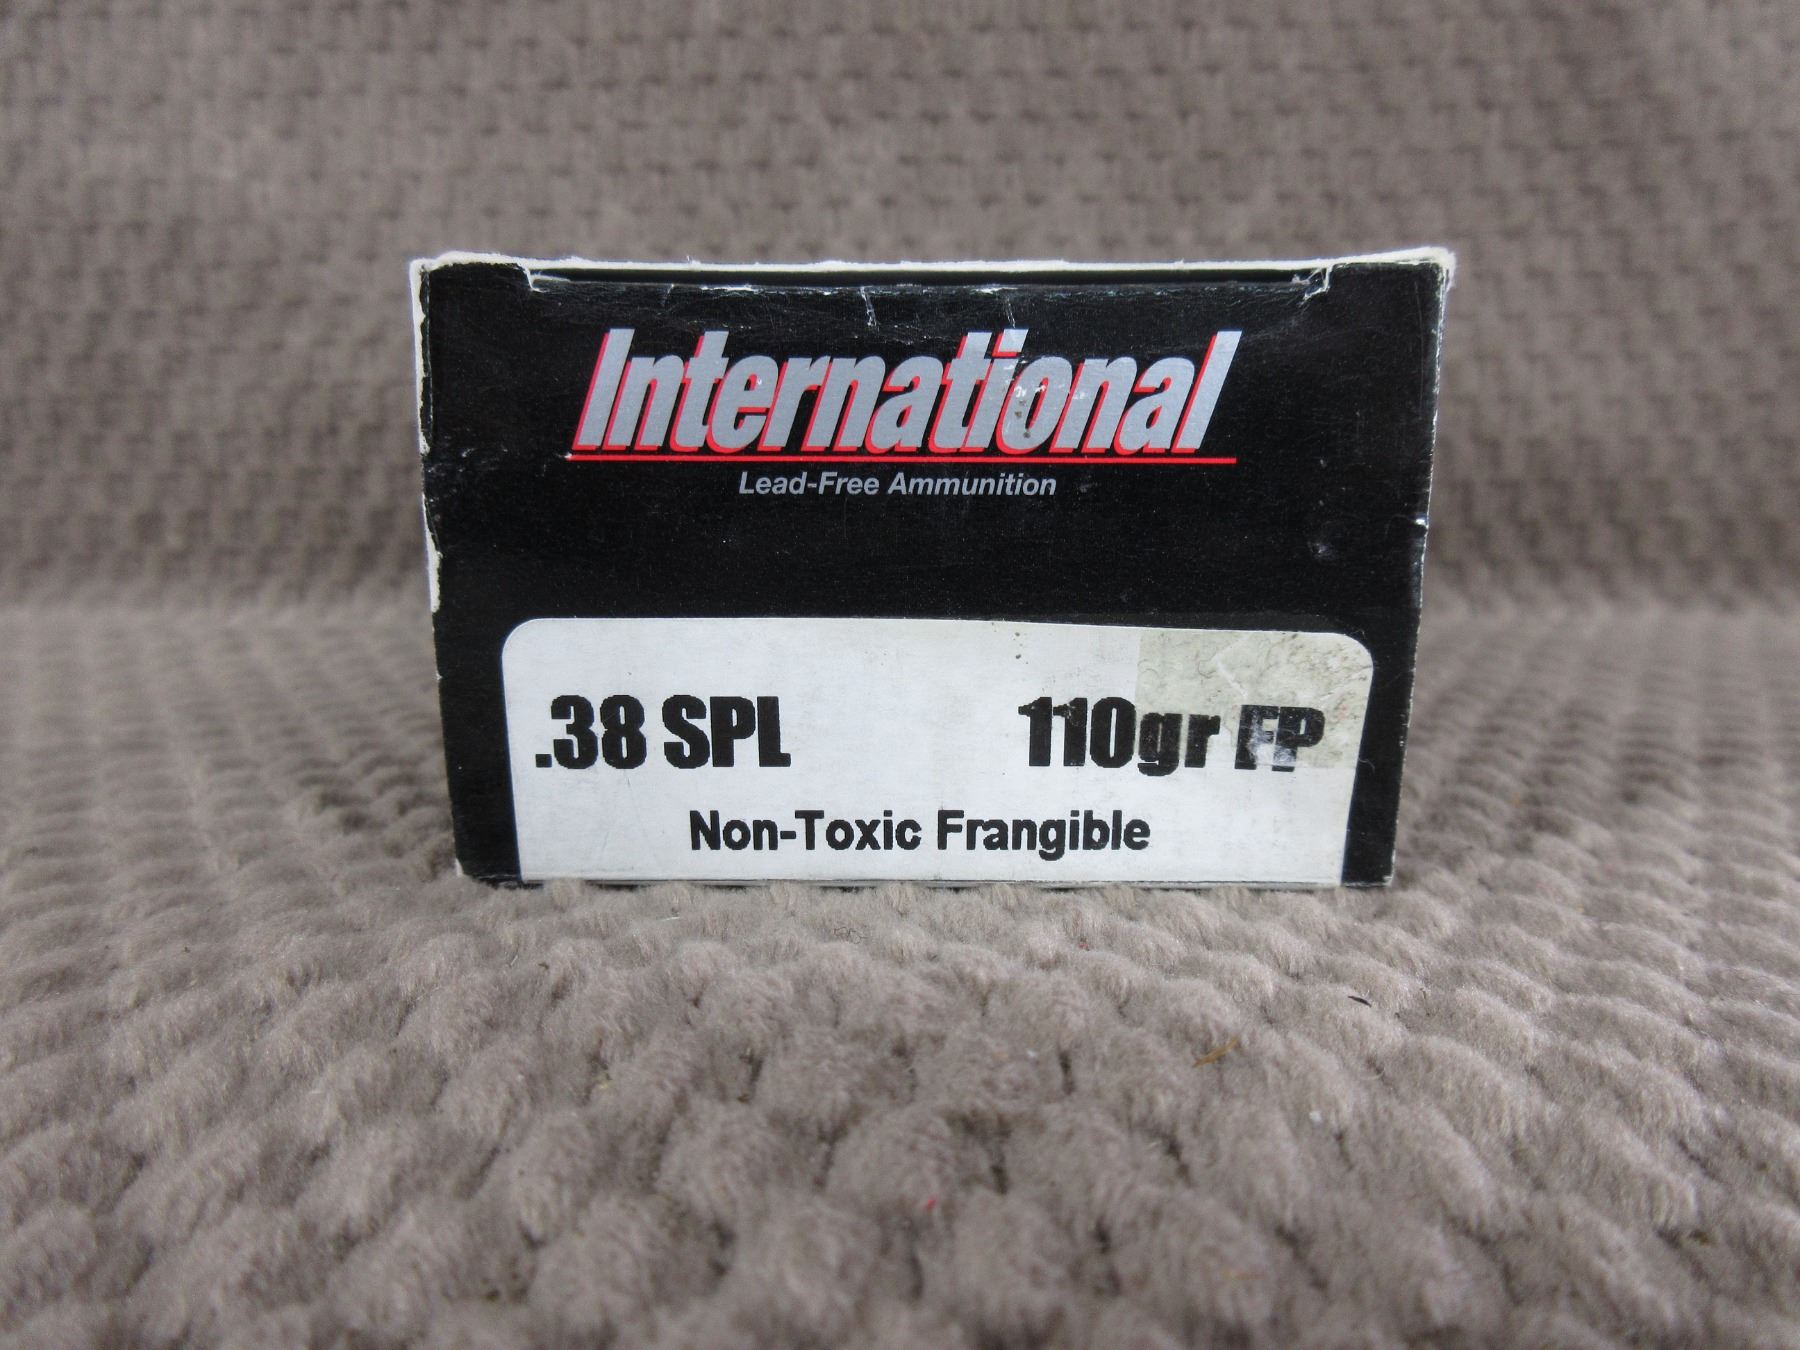 International
Lead-Free Ammunition
.38 SPL 110gr FP
Non-Toxic Frangible